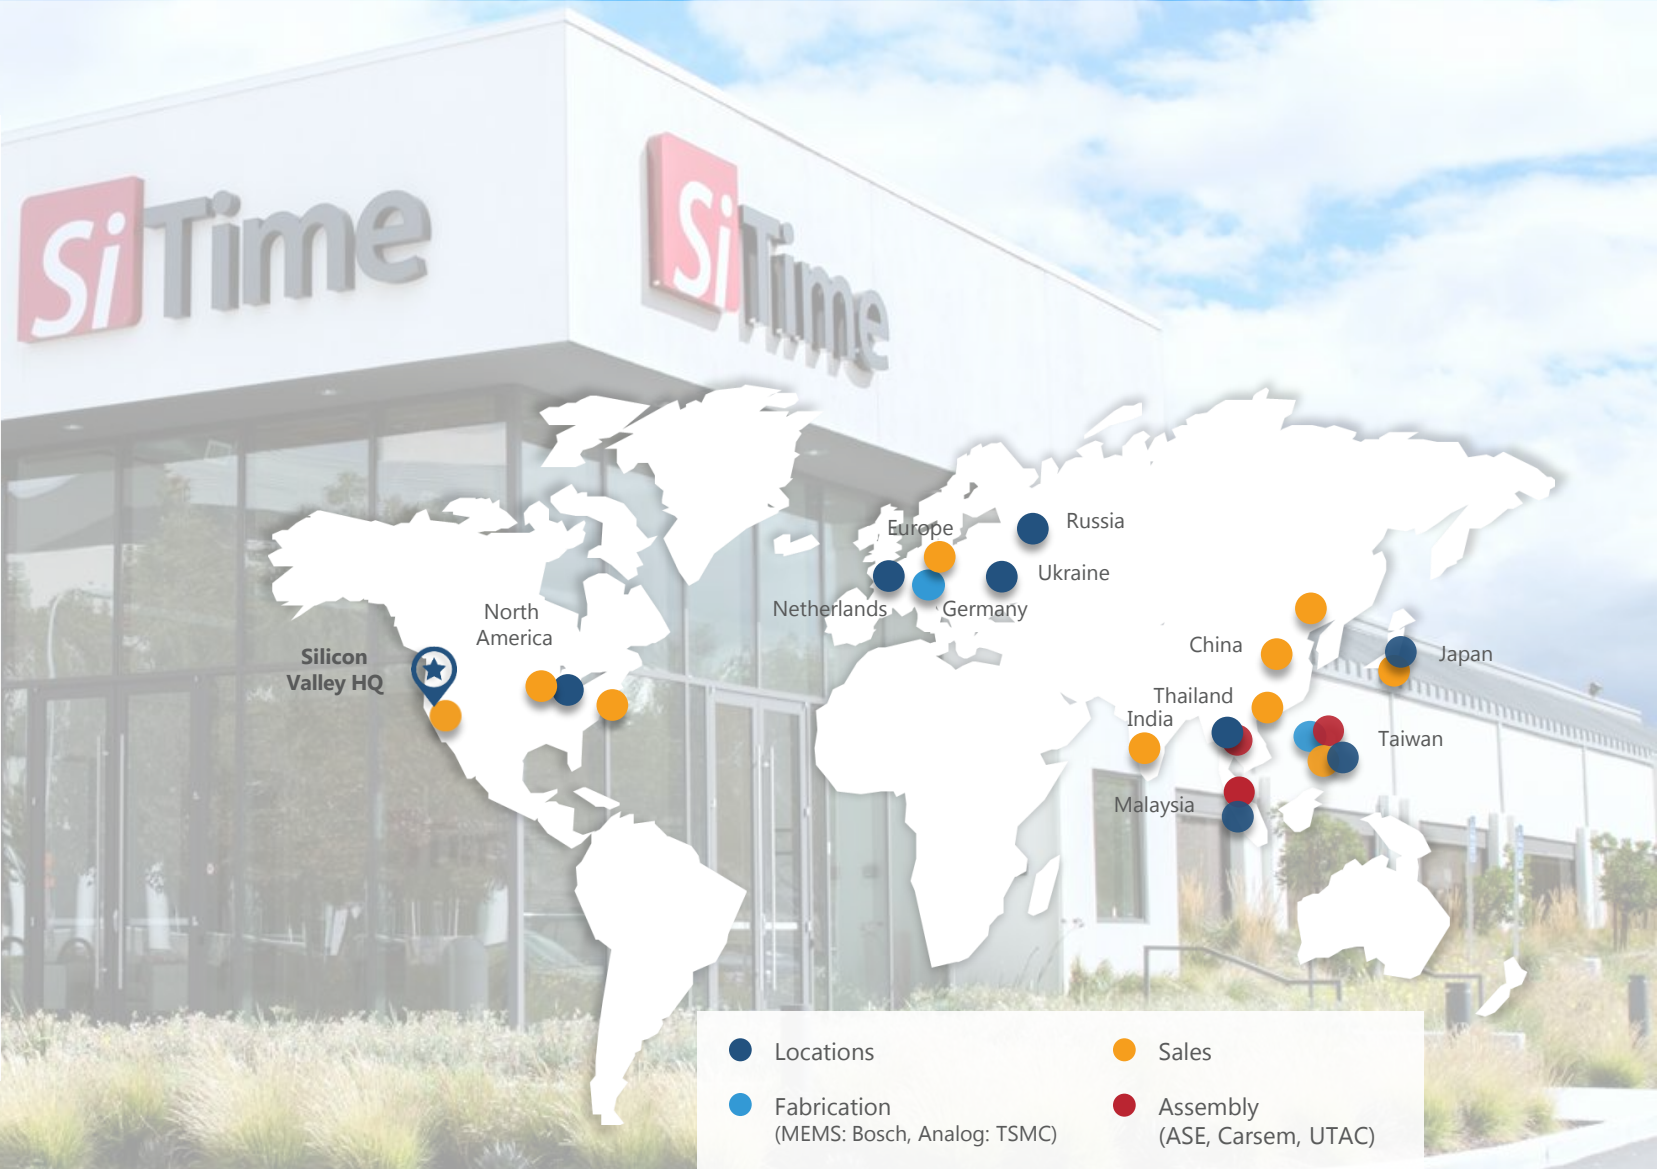 SiTime
SiTime
Europe
Russia
Ukraine
Netherlands
Germany
North
America
Silicon
Valley HQ
China
Japan
Thailand
India
Taiwan
Malaysia
Locations
Sales
Fabrication
(MEMS: Bosch, Analog: TSMC)
Assembly
(ASE, Carsem, UTAC)